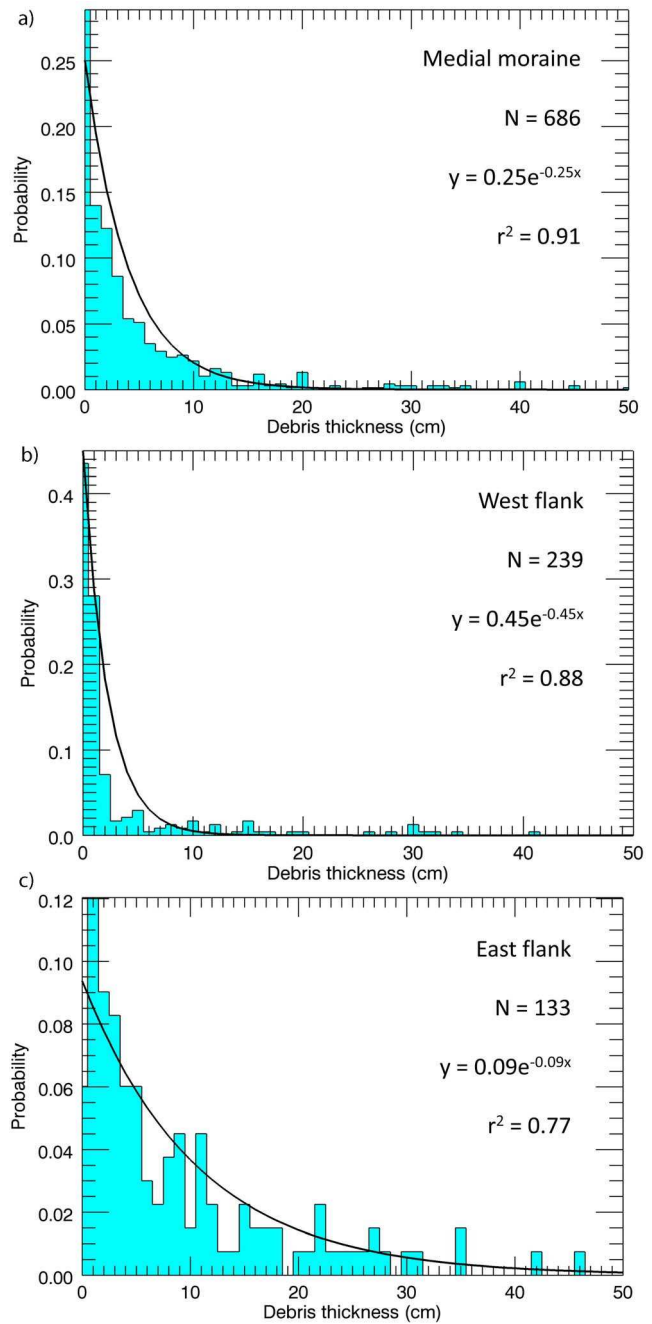 a)
Medial moraine
N = 686
y = 0.25e^-0.25x
r² = 0.91
Probability
0.25
0.20
0.15
0.10
0.05
0.00
0 10 20 30 40 50
Debris thickness (cm)
b)
West flank
N = 239
y = 0.45e^-0.45x
r² = 0.88
Probability
0.4
0.3
0.2
0.1
0.0
0 10 20 30 40 50
Debris thickness (cm)
c)
East flank
N = 133
y = 0.09e^-0.09x
r² = 0.77
Probability
0.12
0.10
0.08
0.06
0.04
0.02
0.00
0 10 20 30 40 50
Debris thickness (cm)